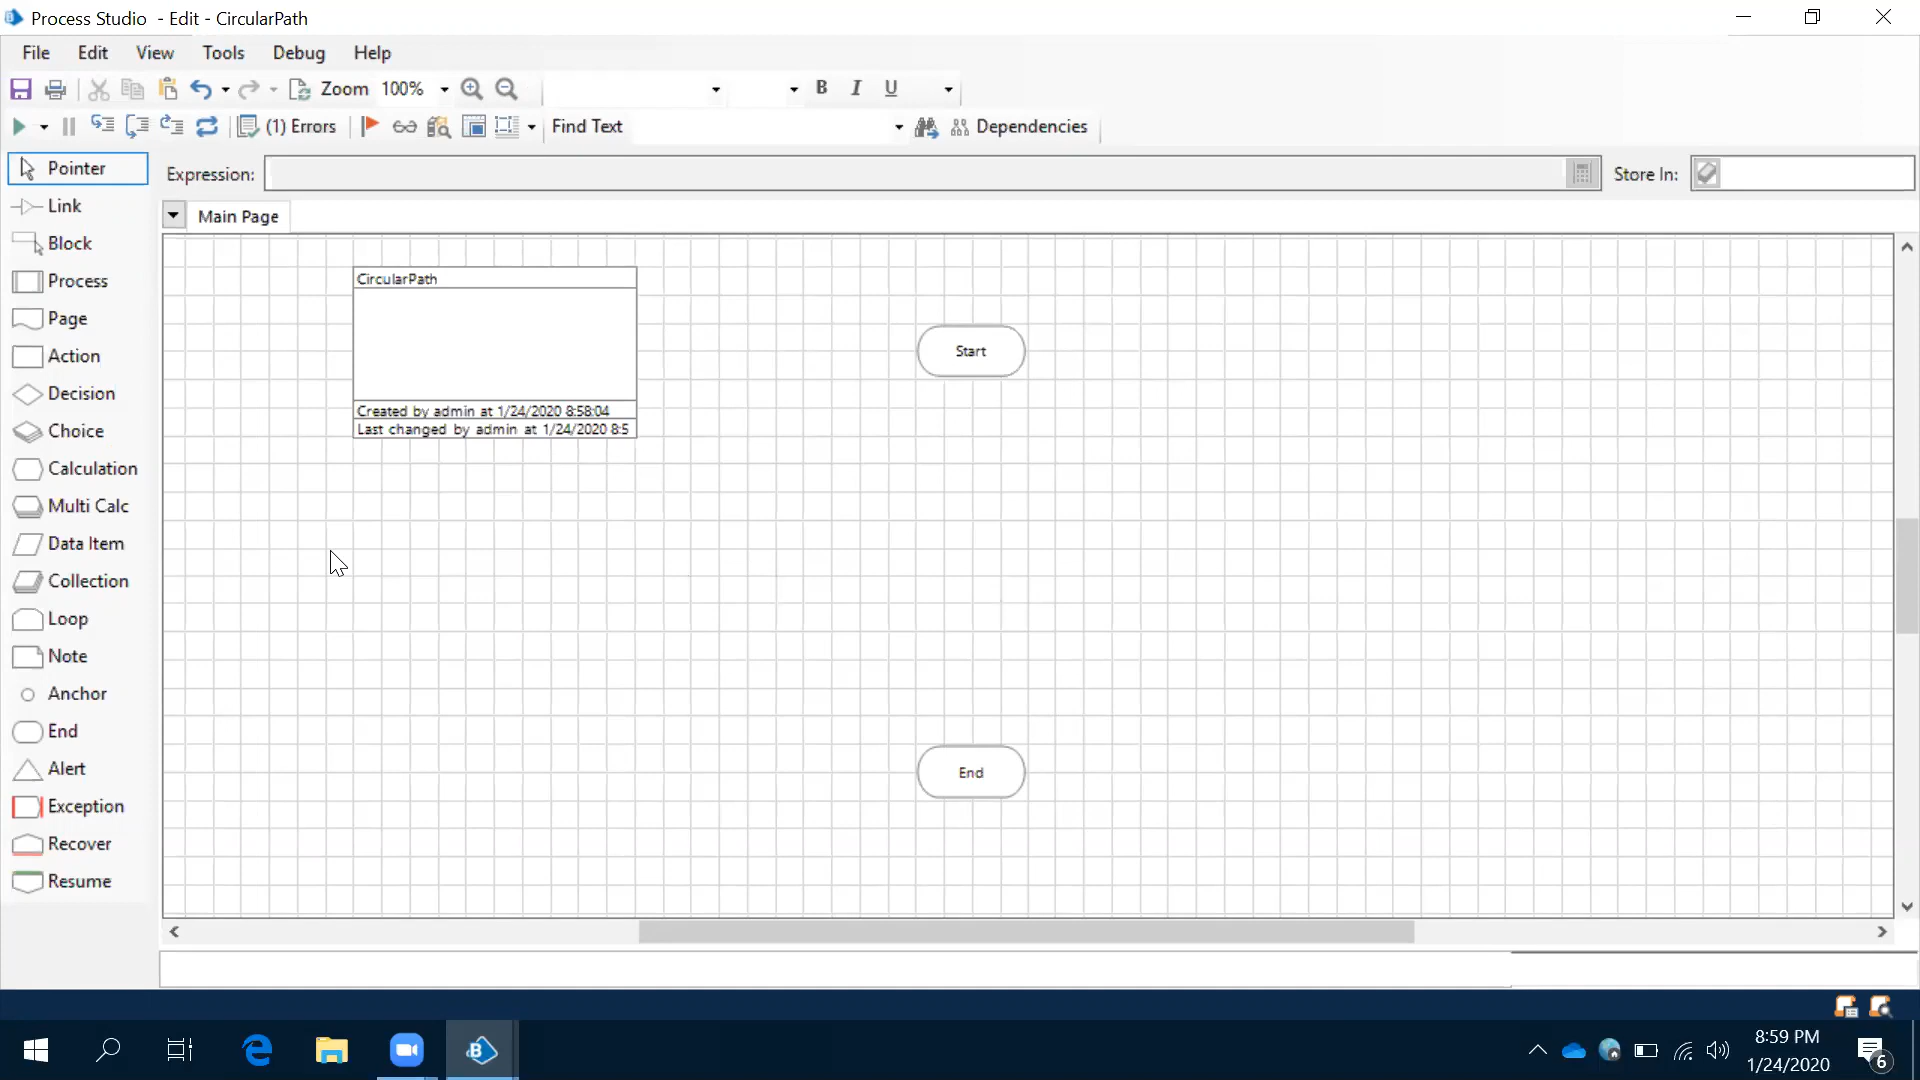 Process Studio - Edit - CircularPath
File Edit View Tools Debug Help
Zoom 100% B I U
(1) Errors Find Text Dependencies
Pointer
Expression: Store In:
Link
Main Page
Block
CircularPath
Process
Page
Start
Action
Decision
Created by admin at 1/24/2020 8:58:04
Last changed by admin at 1/24/2020 8:5
Choice
Calculation
Multi Calc
Data Item
Collection
Loop
Note
Anchor
End
Alert
End
Exception
Recover
Resume
8:59 PM
1/24/2020
6